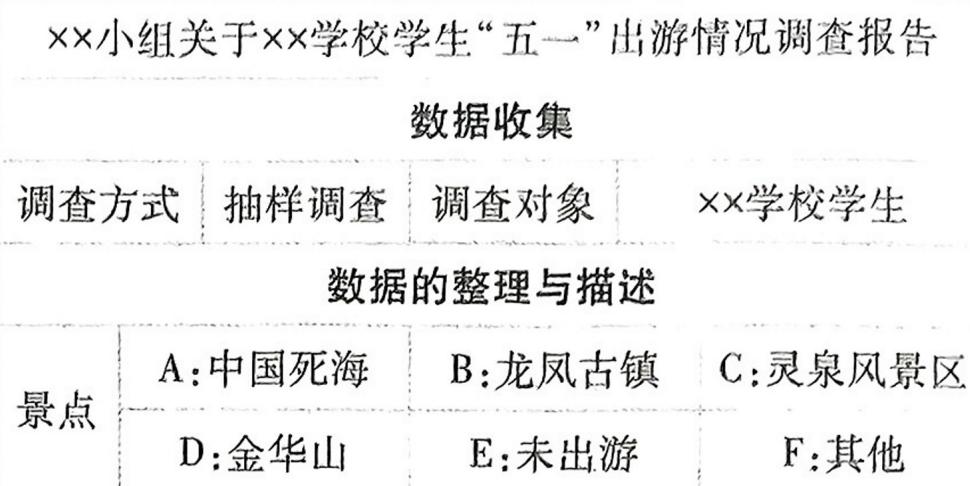 ××小组关于××学校学生“五一”出游情况调查报告
数据收集
调查方式 抽样调查 调查对象 ××学校学生
数据的整理与描述
景点
A:中国死海 B:龙凤古镇 C:灵泉风景区
D:金华山 E:未出游 F:其他